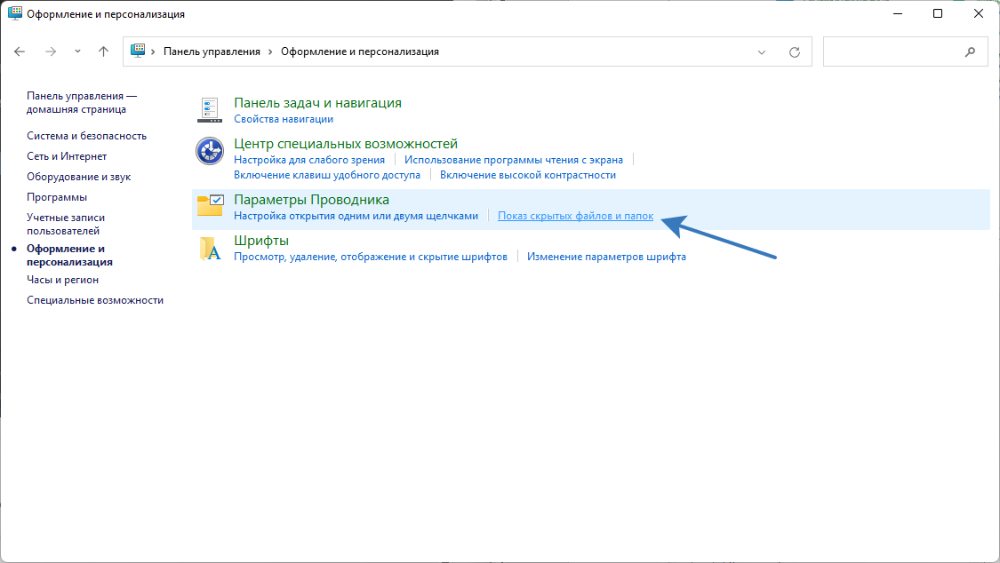 Оформление и персонализация
Панель управления › Оформление и персонализация
Панель управления —
домашняя страница
Система и безопасность
Сеть и Интернет
Оборудование и звук
Программы
Учетные записи
пользователей
Оформление и
персонализация
Часы и регион
Специальные возможности
Панель задач и навигация
Свойства навигации
Центр специальных возможностей
Настройка для слабого зрения Использование программы чтения с экрана
Включение клавиш удобного доступа Включение высокой контрастности
Параметры Проводника
Настройка открытия одним или двумя щелчками Показ скрытых файлов и папок
Шрифты
Просмотр, удаление, отображение и скрытие шрифтов Изменение параметров шрифта